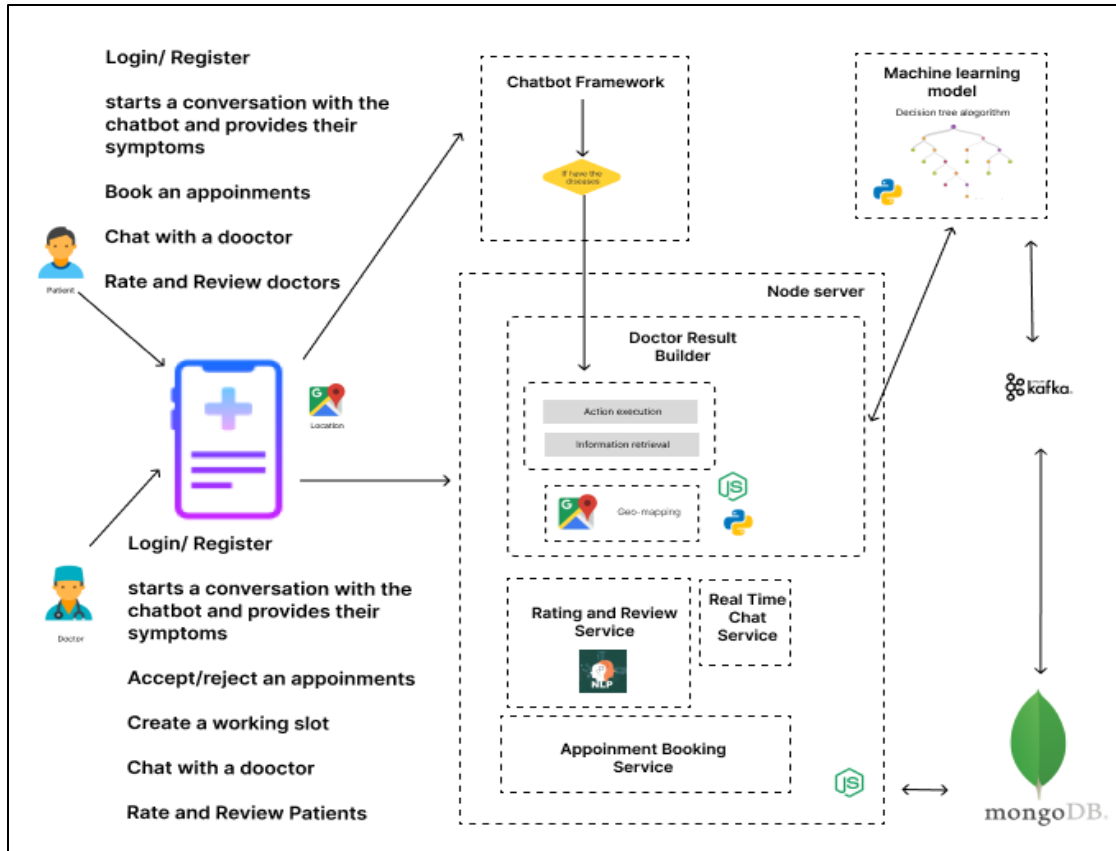 Login/ Register
starts a conversation with the
chatbot and provides their
symptoms
Book an appoinments
Chat with a dooctor
Rate and Review doctors
Patient
Location
Doctor
Login/ Register
starts a conversation with the
chatbot and provides their
symptoms
Accept/reject an appoinments
Create a working slot
Chat with a dooctor
Rate and Review Patients
Chatbot Framework
If have the
diseases
Node server
Doctor Result
Builder
Action execution
Information retrieval
G
Geo-mapping
JS
Rating and Review
Service
NLP
Real Time
Chat
Service
Appoinment Booking
Service
JS
Machine learning
model
Decision tree alogorithm
kafka
mongoDB
G